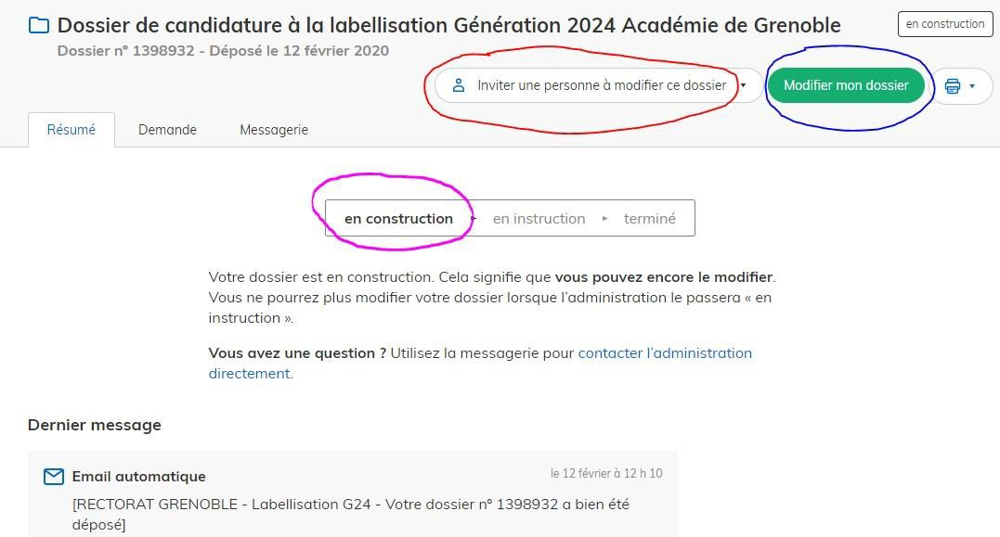 Dossier de candidature à la labellisation Génération 2024 Académie de Grenoble
en construction
Dossier nº 1398932 - Déposé le 12 février 2020
Inviter une personne à modifier ce dossier
Modifier mon dossier
Résumé Demande Messagerie
en construction ▸ en instruction ▸ terminé
Votre dossier est en construction. Cela signifie que vous pouvez encore le modifier.
Vous ne pourrez plus modifier votre dossier lorsque l’administration le passera « en
instruction ».
Vous avez une question ? Utilisez la messagerie pour contacter l’administration
directement.
Dernier message
Email automatique
le 12 février à 12 h 10
[RECTORAT GRENOBLE - Labellisation G24 - Votre dossier nº 1398932 a bien été
déposé]